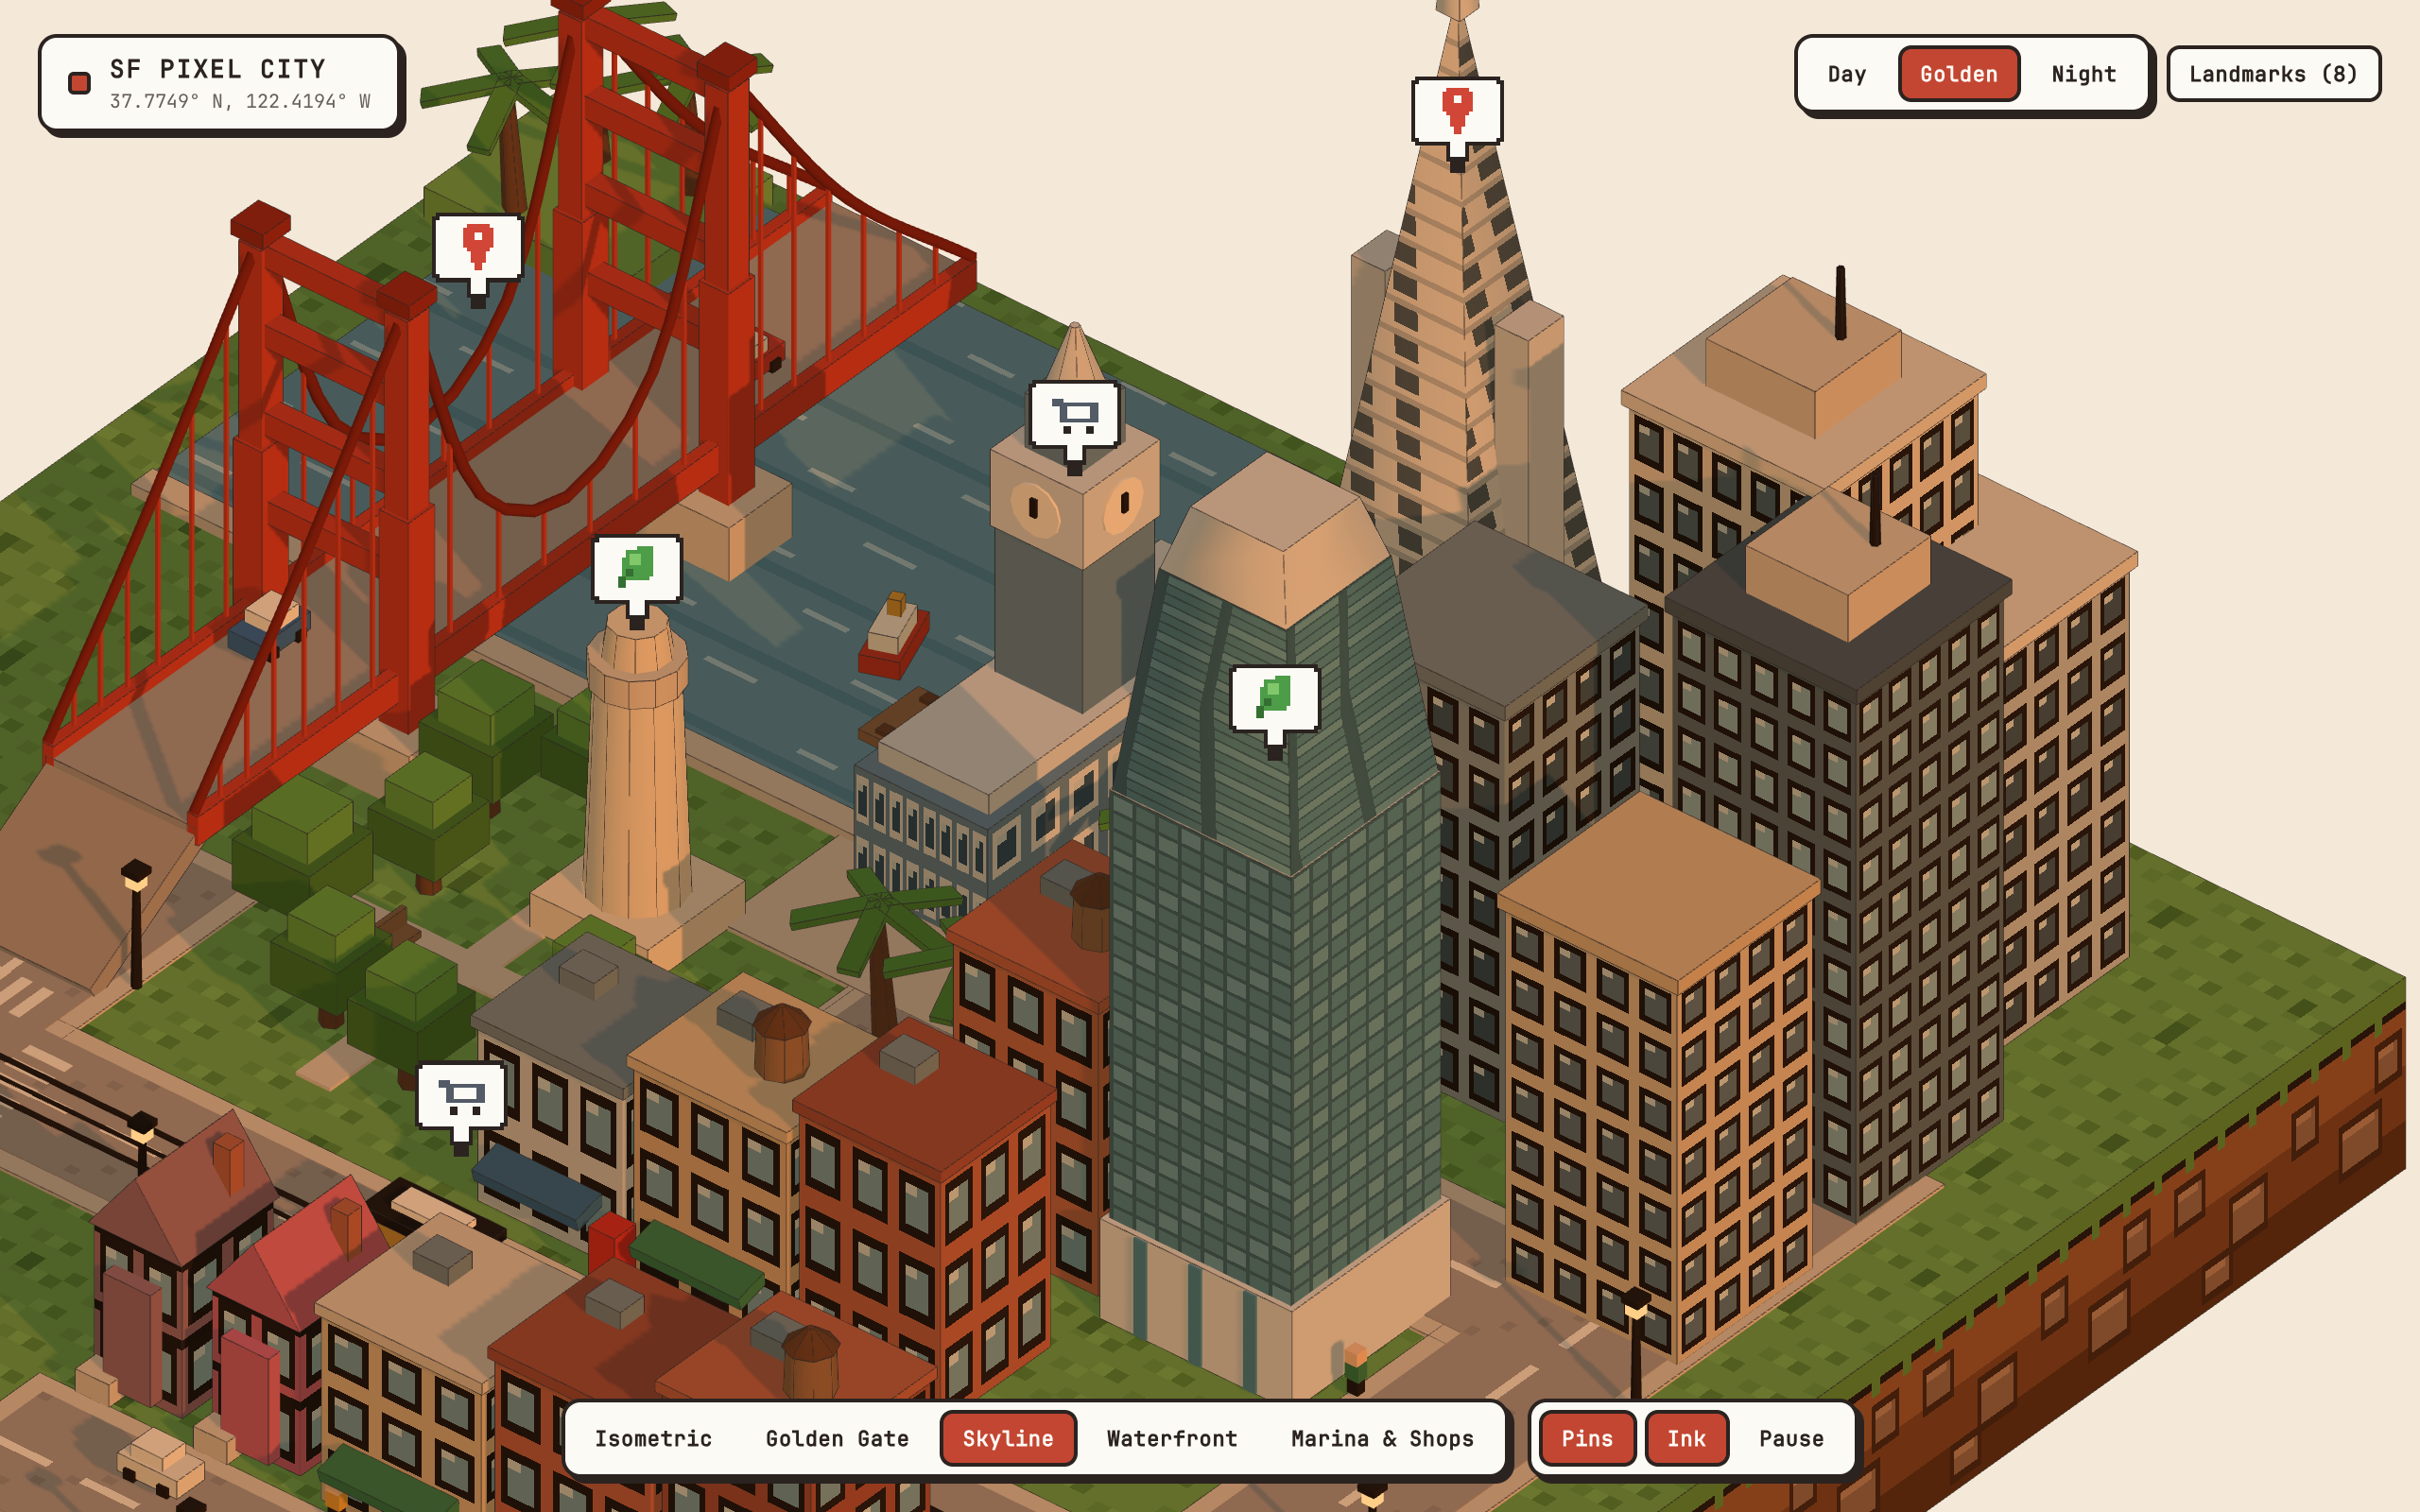 SF PIXEL CITY
37.7749° N, 122.4194° W
Day
Golden
Night
Landmarks (8)
Isometric
Golden Gate
Skyline
Waterfront
Marina & Shops
Pins
Ink
Pause